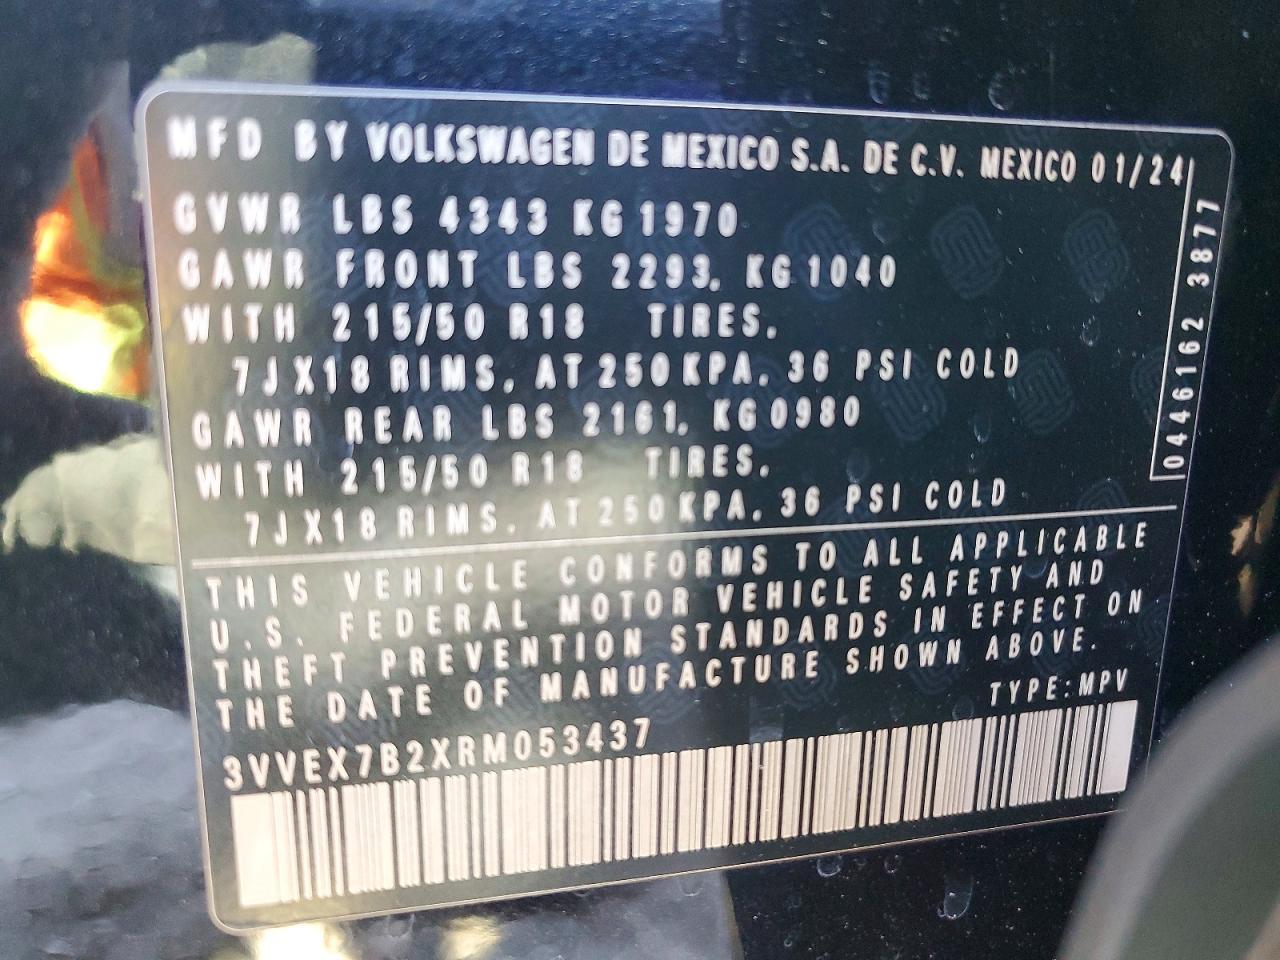 MFD BY VOLKSWAGEN DE MEXICO S.A. DE C.V. MEXICO 01/24
GVWR LBS 4343 KG 1970
GAWR FRONT LBS 2293, KG 1040
WITH 215/50 R18 TIRES,
7JX18 RIMS, AT 250 KPA, 36 PSI COLD
GAWR REAR LBS 2161, KG 0980
WITH 215/50 R18 TIRES,
7JX18 RIMS, AT 250 KPA, 36 PSI COLD
0446162 3877
THIS VEHICLE CONFORMS TO ALL APPLICABLE
U.S. FEDERAL MOTOR VEHICLE SAFETY AND
THEFT PREVENTION STANDARDS IN EFFECT ON
THE DATE OF MANUFACTURE SHOWN ABOVE.
TYPE:MPV
3VVEX7B2XRM053437